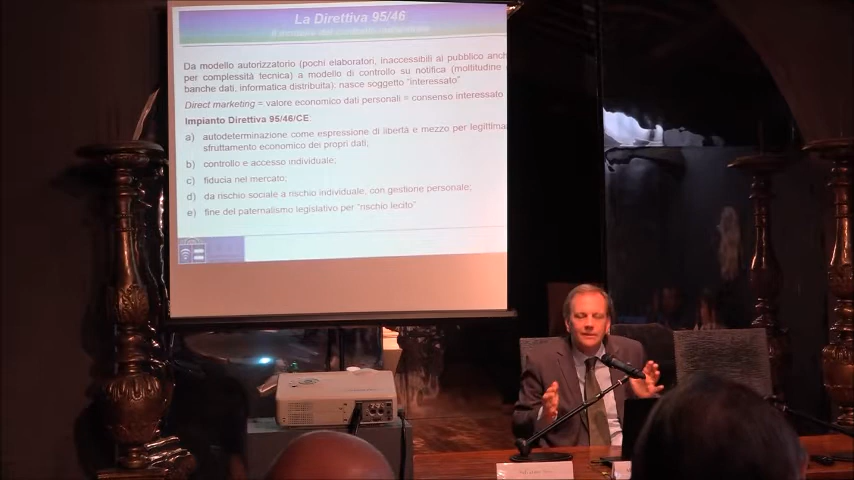 La Direttiva 95/46
Da modello autorizzatorio (pochi elaboratori, inaccessibili al pubblico anch
per complessità tecnica) a modello di controllo su notifica (moltitudine
banche dati, informatica distribuita): nasce soggetto "interessato"
Direct marketing = valore economico dati personali = consenso interessato
Impianto Direttiva 95/46/CE:
a) autodeterminazione come espressione di libertà e mezzo per legittima
sfruttamento economico dei propri dati;
b) controllo e accesso individuale;
c) fiducia nel mercato;
d) da rischio sociale a rischio individuale, con gestione personale;
e) fine del paternalismo legislativo per "rischio lecito"